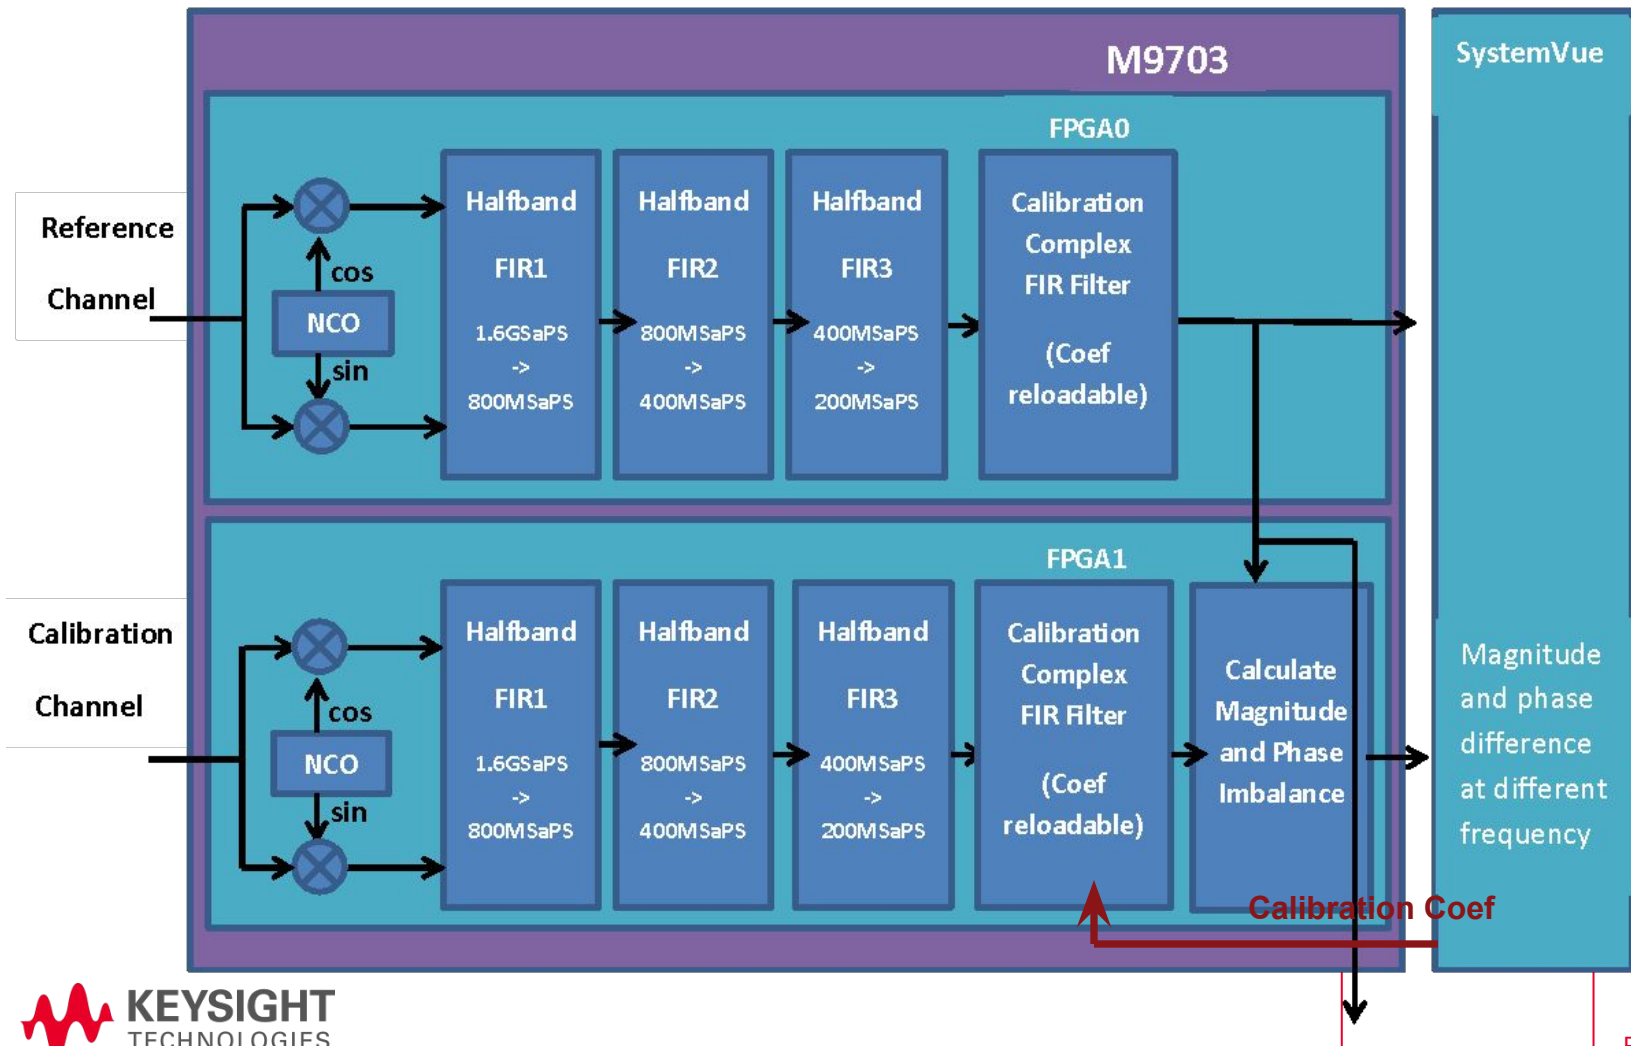 M9703
SystemVue
FPGA0
Reference
Channel
cos
NCO
sin
Halfband
FIR1
1.6GSaPS
->
800MSaPS
Halfband
FIR2
800MSaPS
->
400MSaPS
Halfband
FIR3
400MSaPS
->
200MSaPS
Calibration
Complex
FIR Filter
(Coef
reloadable)
FPGA1
Calibration
Channel
cos
NCO
sin
Halfband
FIR1
1.6GSaPS
->
800MSaPS
Halfband
FIR2
800MSaPS
->
400MSaPS
Halfband
FIR3
400MSaPS
->
200MSaPS
Calibration
Complex
FIR Filter
(Coef
reloadable)
Calculate
Magnitude
and Phase
Imbalance
Magnitude
and phase
difference
at different
frequency
Calibration Coef
KEYSIGHT
TECHNOLOGIES